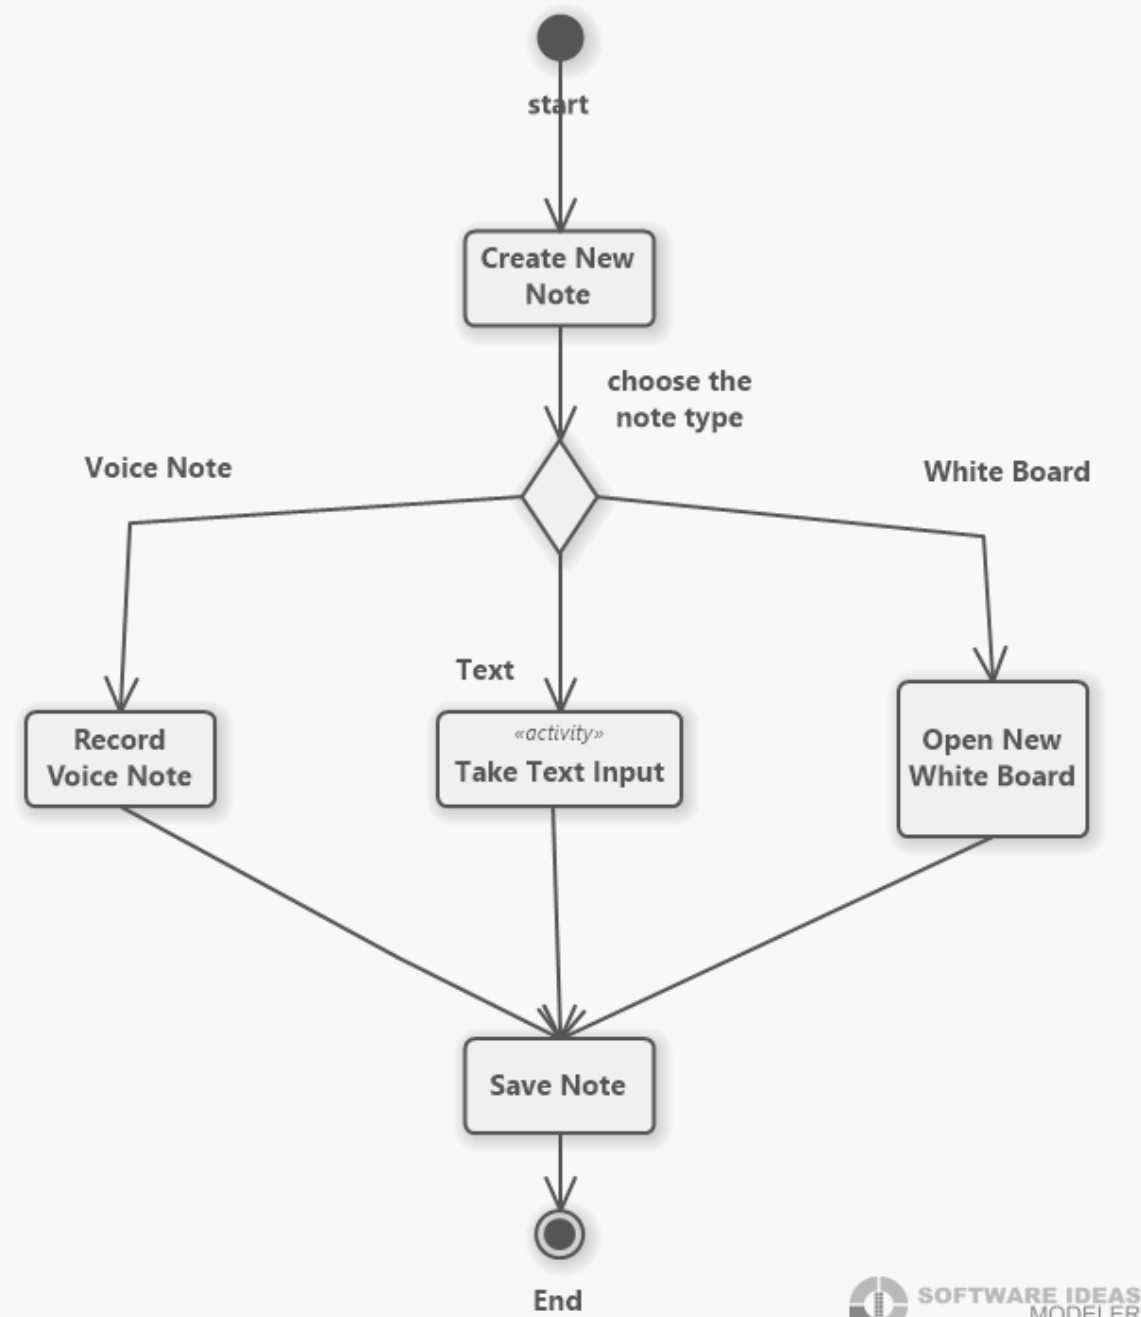 start
Create New
Note
choose the
note type
Voice Note
White Board
Text
Record
Voice Note
«activity»
Take Text Input
Open New
White Board
Save Note
End
SOFTWARE IDEAS
MODELER